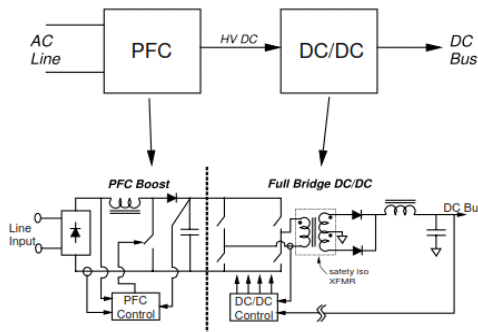 AC
Line
PFC
HV DC
DC/DC
DC
Bus
PFC Boost
Full Bridge DC/DC
Line
Input
DC Bu
safety iso
XFMR
PFC
Control
DC/DC
Control